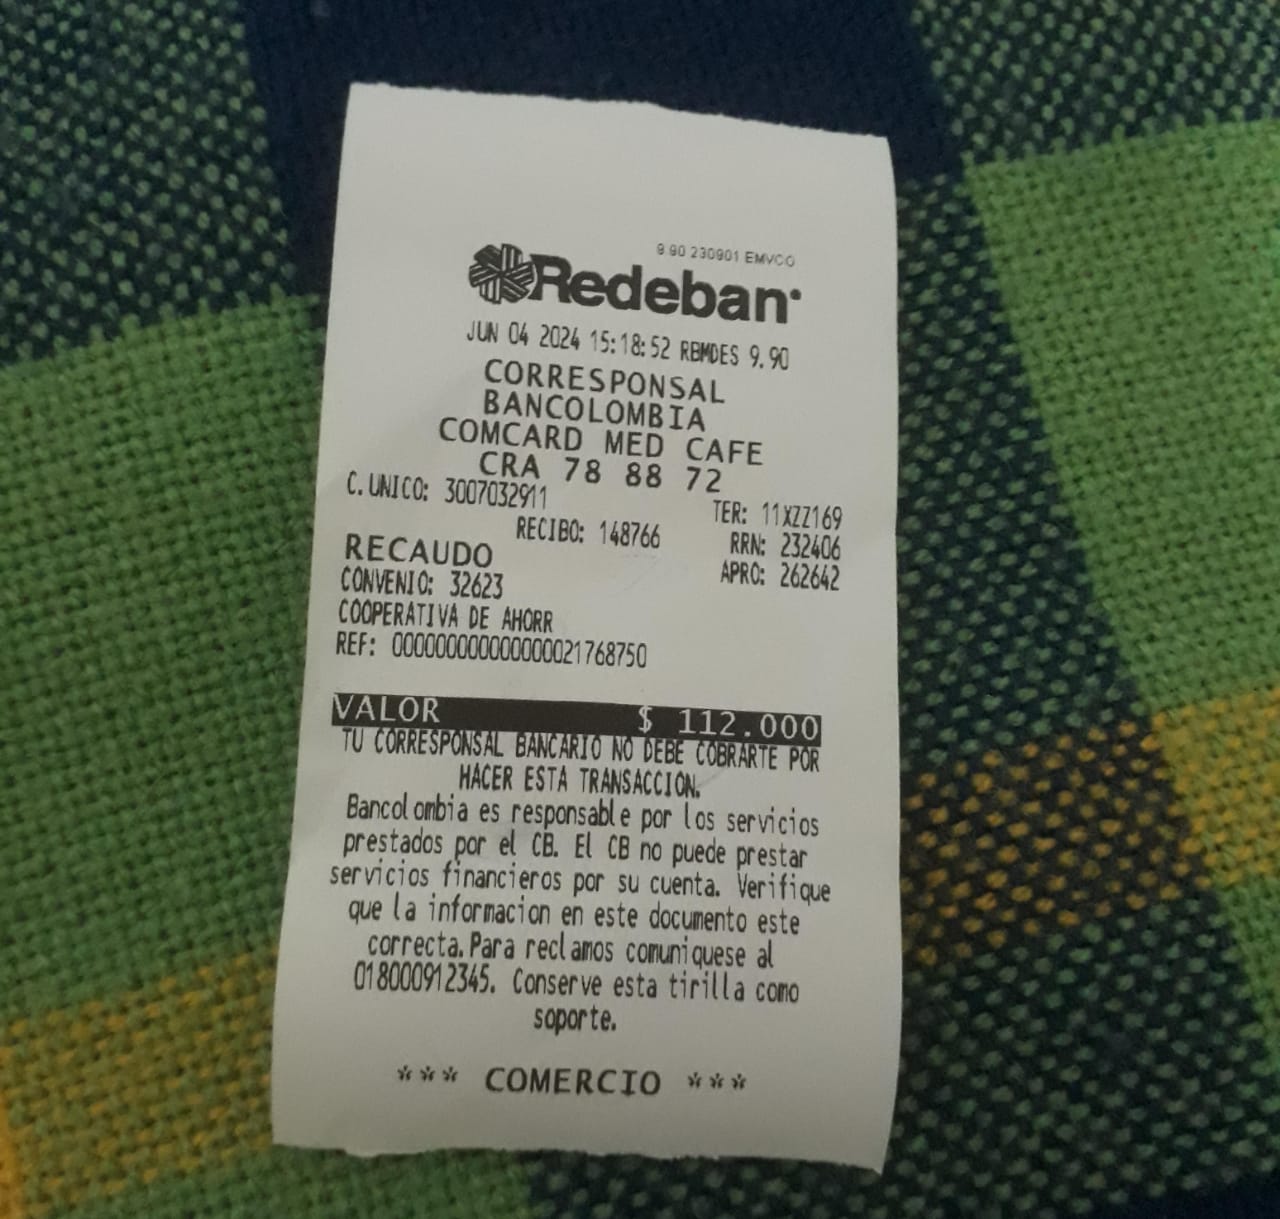 9.90 230901 EMVCO
Redeban
JUN 04 2024 15:18:52 RBMDES 9.90
CORRESPONSAL
BANCOLOMBIA
COMCARD MED CAFE
CRA 78 88 72
C.UNICO: 3007032911 TER: 11XZZ169
RECIBO: 148766 RRN: 232406
RECAUDO APRO: 262642
CONVENIO: 32623
COOPERATIVA DE AHORR
REF: 000000000000000021768750
VALOR $ 112.000
TU CORRESPONSAL BANCARIO NO DEBE COBRARTE POR
HACER ESTA TRANSACCION.
Bancolombia es responsable por los servicios
prestados por el CB. El CB no puede prestar
servicios financieros por su cuenta. Verifique
que la informacion en este documento este
correcta.Para reclamos comuniquese al
018000912345. Conserve esta tirilla como
soporte.
*** COMERCIO ***